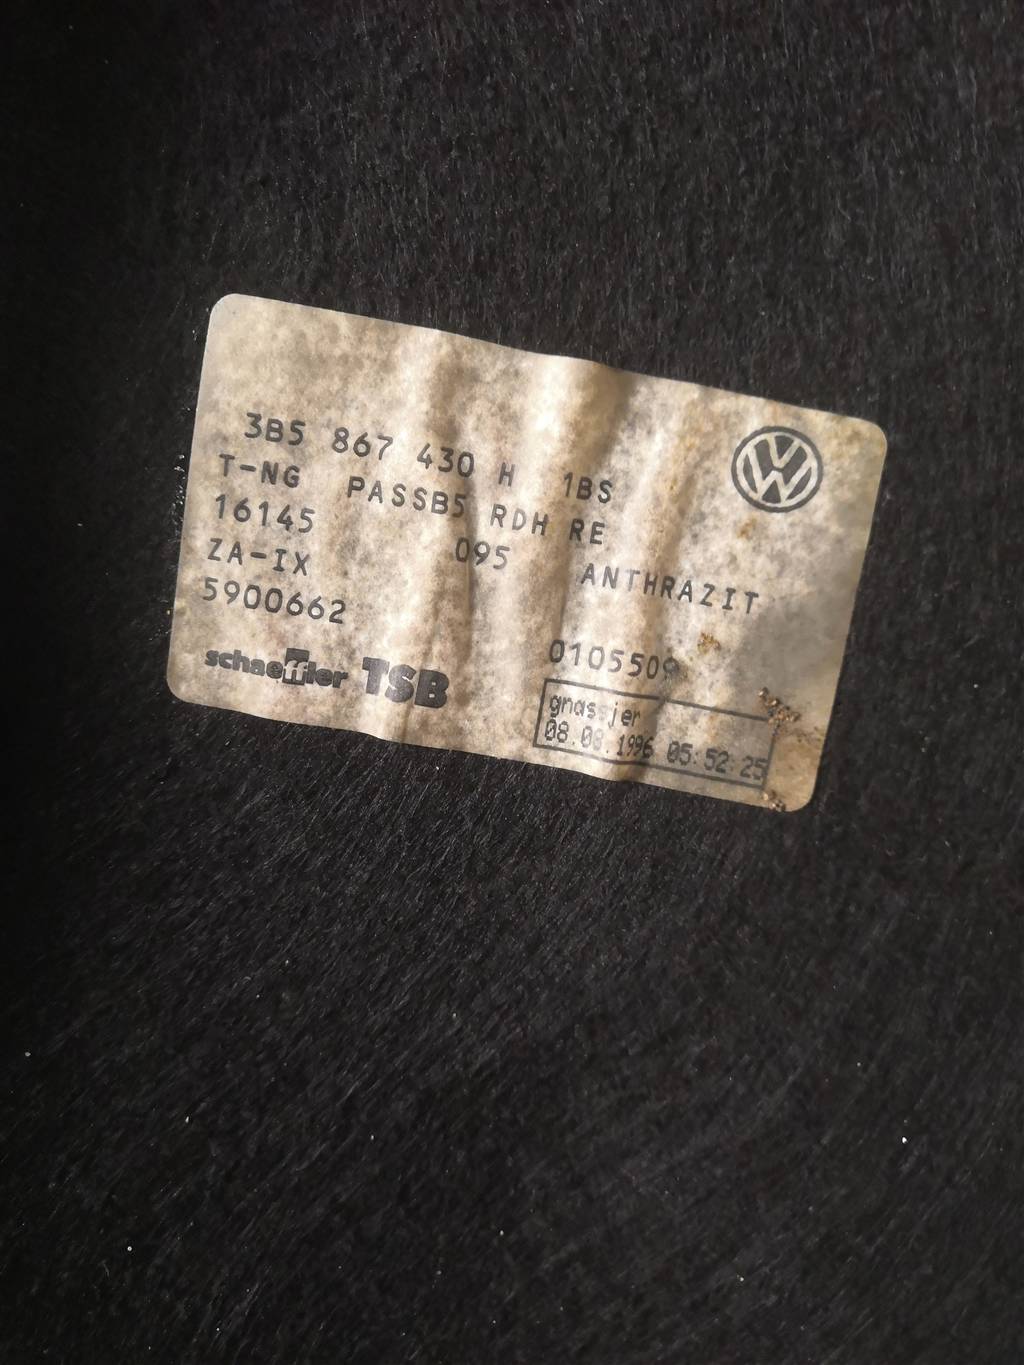 3B5 867 430 H 1BS
T-NG PASSB5 RDH RE
16145 095 ANTHRAZIT
ZA-IX
5900662
0105509
schaeffler TSB
08.08.1996 05:52:25
VW